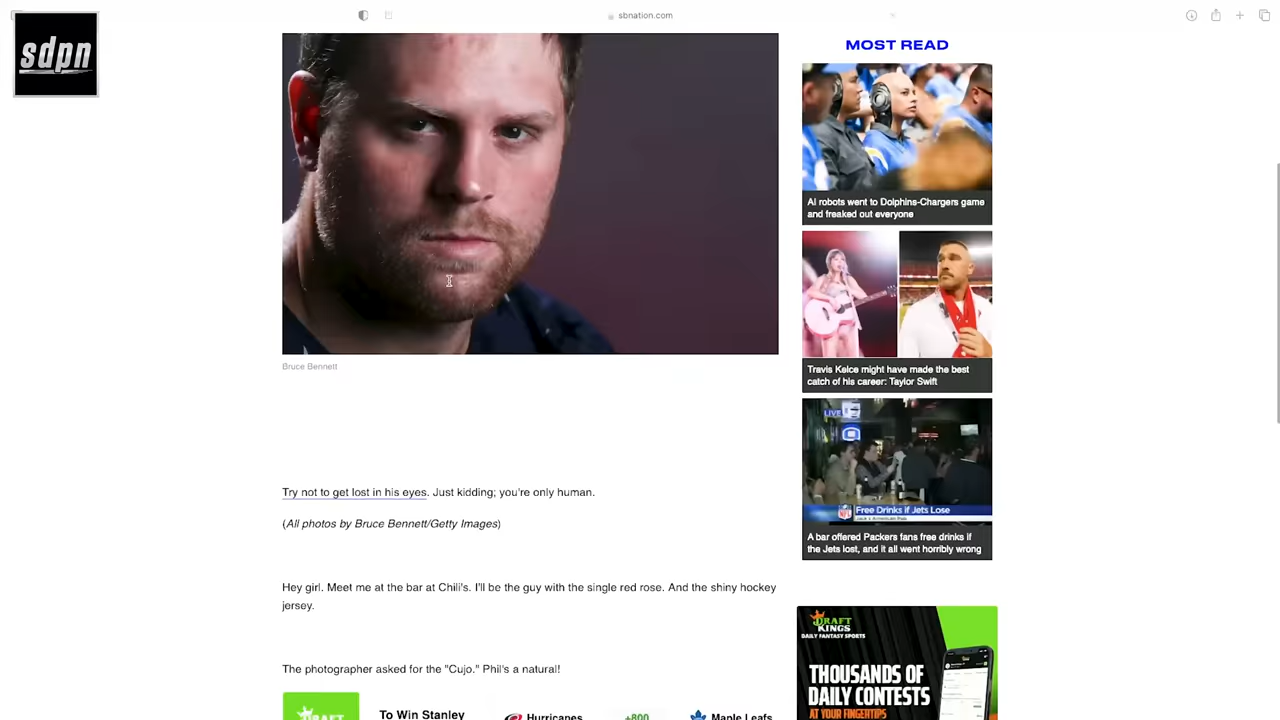 sdpn
sbnation.com
Bruce Bennett
Try not to get lost in his eyes. Just kidding; you're only human.
(All photos by Bruce Bennett/Getty Images)
Hey girl. Meet me at the bar at Chili's. I'll be the guy with the single red rose. And the shiny hockey
jersey.
The photographer asked for the "Cujo." Phil's a natural!
DRAFT
To Win Stanley
Hurricanes
+800
Maple Leafs
MOST READ
AI robots went to Dolphins-Chargers game
and freaked out everyone
Travis Kelce might have made the best
catch of his career: Taylor Swift
LIVE
NFL
Free Drinks if Jets Lose
A bar offered Packers fans free drinks if
the Jets lost, and it all went horribly wrong
DRAFT
KINGS
DAILY FANTASY SPORTS
THOUSANDS OF
DAILY CONTESTS
AT YOUR FINGERTIPS